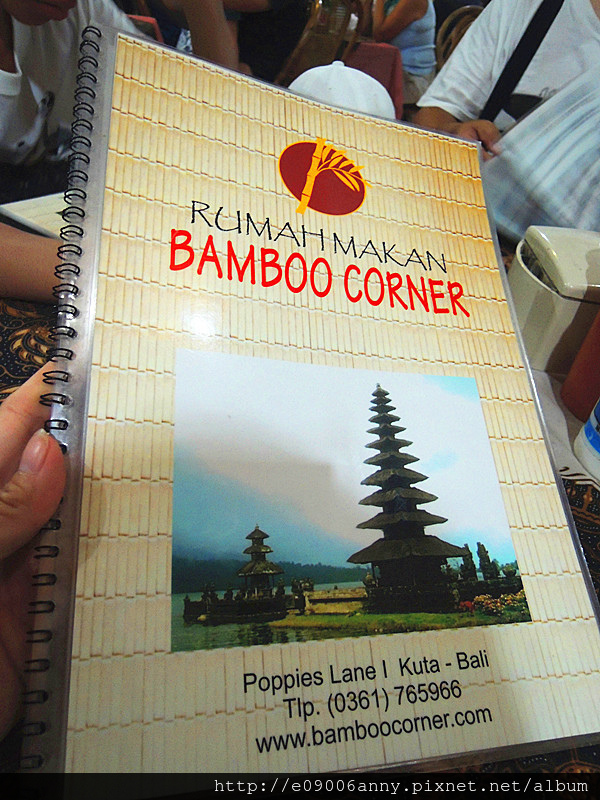 RUMAH MAKAN
BAMBOO CORNER
Poppies Lane I Kuta - Bali
Tlp. (0361) 765966
www.bamboocorner.com
http://e09006anny.pixnet.net/album